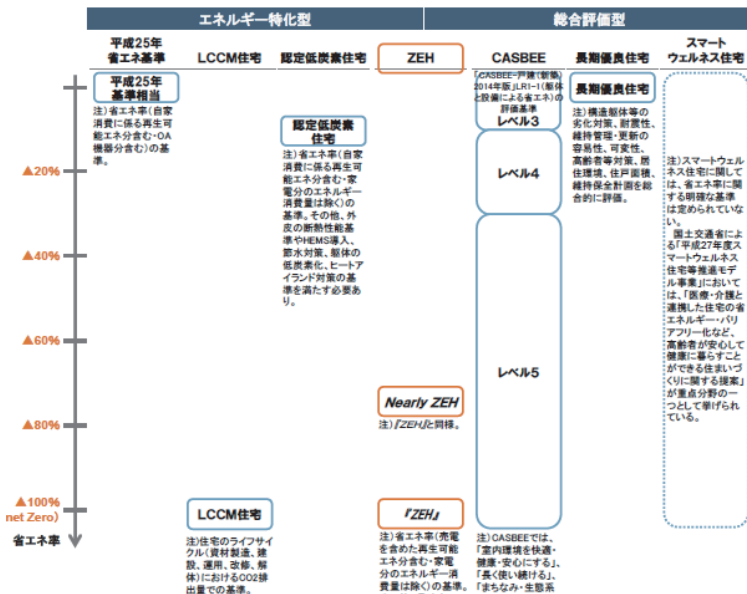 エネルギー特化型
総合評価型
平成25年
省エネ基準
LCCM住宅
認定低炭素住宅
ZEH
CASBEE
長期優良住宅
スマート
ウェルネス住宅
平成25年
基準相当
注)省エネ率(自家
消費に係る再生可
能エネ分含む・OA
機器分含む)の基
準。
認定低炭素
住宅
注)省エネ率(自家
消費に係る再生可
能エネ分含む・家
電分のエネルギー
消費量は除く)の
基準。その他、外
皮の断熱性能基
準やHEMS導入、
節水対策、躯体の
低炭素化、ヒートア
イランド対策の基
準を満たす必要あ
り。
「CASBEE-戸建(新築)
2014年版」LR1-1(躯体
と設備による省エネ)の
評価基準
レベル3
レベル4
レベル5
長期優良住宅
注)構造躯体等の
劣化対策、耐震性、
維持管理・更新の
容易性、可変性、
高齢者等対策、居
住環境、住戸面積、
維持保全計画を総
合的に評価。
注)スマートウェル
ネス住宅に関して
は、省エネ率に関
する明確な基準
は定められていな
い。
国土交通省によ
る「平成27年度ス
マートウェルネス
住宅等推進モデ
ル事業」において
は、「医療・介護と
連携した住宅の省
エネルギー・バリ
アフリー化など、
高齢者が安心して
健康に暮らすこと
ができる住まいづ
くりに関する提案」
が重点分野の一
つとして挙げられ
ている。
▲20%
▲40%
▲60%
▲80%
▲100%
net Zero)
省エネ率
Nearly ZEH
注)『ZEH』と同様。
LCCM住宅
注)住宅のライフサイ
クル(資材製造、建
設、運用、改修、解
体)におけるCO2排
出量での基準。
『ZEH』
注)省エネ率(売電
を含めた再生可能
エネ分含む・家電
分のエネルギー消
費量は除く)の基準。
注)CASBEEでは、
「室内環境を快適・
健康・安心にする」、
「長く使い続ける」、
「まちなみ・生態系